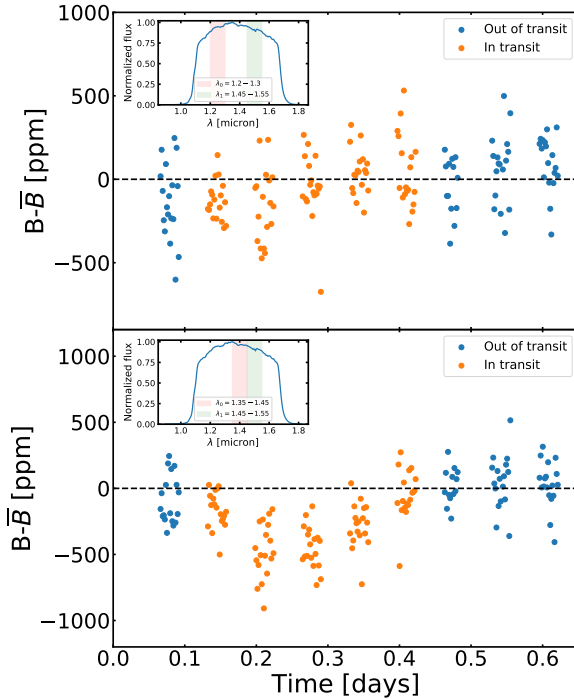 1000
500
0
−500
B-B̅ [ppm]
Out of transit
In transit
Normalized flux
1.00
0.75
0.50
0.25
0.0
λ₀ = 1.2−1.3
λ₁ = 1.45−1.55
1.0 1.2 1.4 1.6 1.8
λ [micron]
1000
500
0
−500
−1000
B-B̅ [ppm]
Out of transit
In transit
Normalized flux
1.00
0.75
0.50
0.25
0.0
λ₀ = 1.35−1.45
λ₁ = 1.45−1.55
1.0 1.2 1.4 1.6 1.8
λ [micron]
0.0 0.1 0.2 0.3 0.4 0.5 0.6
Time [days]